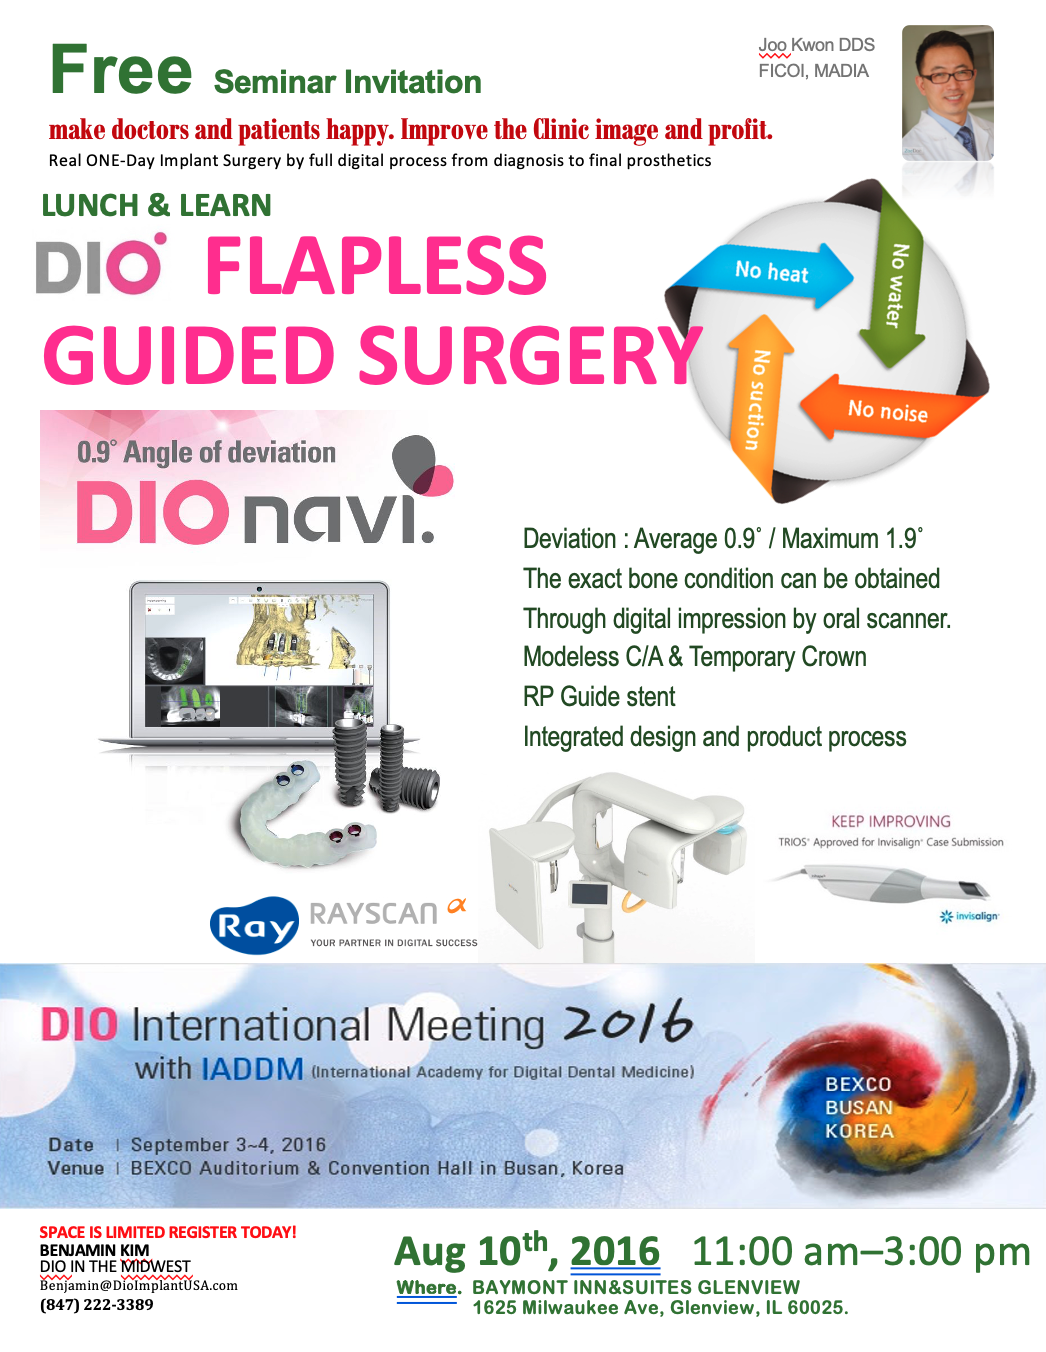 Free Seminar Invitation
Joo Kwon DDS
FICOI, MADIA
make doctors and patients happy. Improve the Clinic image and profit.
Real ONE-Day Implant Surgery by full digital process from diagnosis to final prosthetics
LUNCH & LEARN
DIO FLAPLESS
GUIDED SURGERY
No heat
No water
No suction
No noise
0.9° Angle of deviation
DIO navi.
Deviation : Average 0.9° / Maximum 1.9°
The exact bone condition can be obtained
Through digital impression by oral scanner.
Modeless C/A & Temporary Crown
RP Guide stent
Integrated design and product process
KEEP IMPROVING
TRIOS® Approved for Invisalign® Case Submission
invisalign
Ray RAYSCAN α
YOUR PARTNER IN DIGITAL SUCCESS
DIO International Meeting 2016
with IADDM (International Academy for Digital Dental Medicine)
BEXCO
BUSAN
KOREA
Date | September 3~4, 2016
Venue | BEXCO Auditorium & Convention Hall in Busan, Korea
SPACE IS LIMITED REGISTER TODAY!
BENJAMIN KIM
DIO IN THE MIDWEST
Benjamin@DioImplantUSA.com
(847) 222-3389
Aug 10th, 2016 11:00 am–3:00 pm
Where. BAYMONT INN&SUITES GLENVIEW
1625 Milwaukee Ave, Glenview, IL 60025.